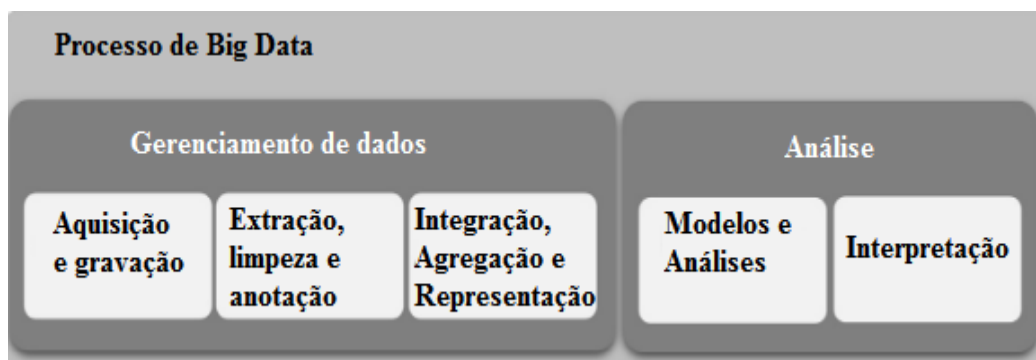 Processo de Big Data
Gerenciamento de dados
Aquisição
e gravação
Extração,
limpeza e
anotação
Integração,
Agregação e
Representação
Análise
Modelos e
Análises
Interpretação